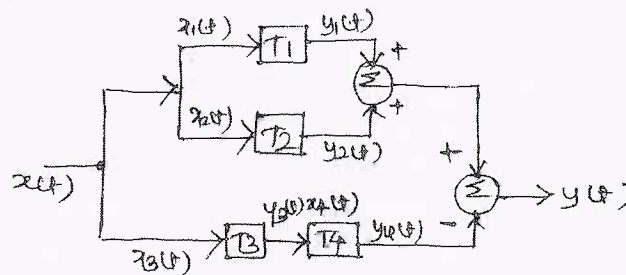 x1(t) T1 y1(t) +
Σ
+
x2(t) T2 y2(t)
+
x(t) Σ y(t)
-
y3(t) x4(t)
T3 T4 y4(t)
x3(t)